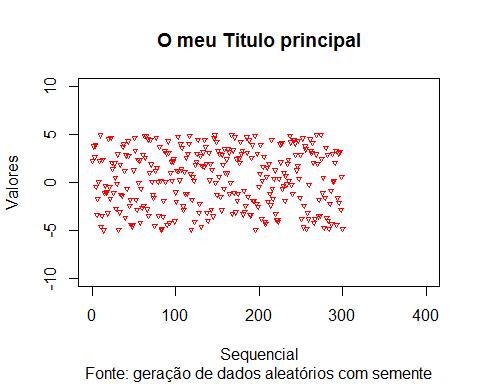 O meu Titulo principal
Valores
10
5
0
-5
-10
0 100 200 300 400
Sequencial
Fonte: geração de dados aleatórios com semente